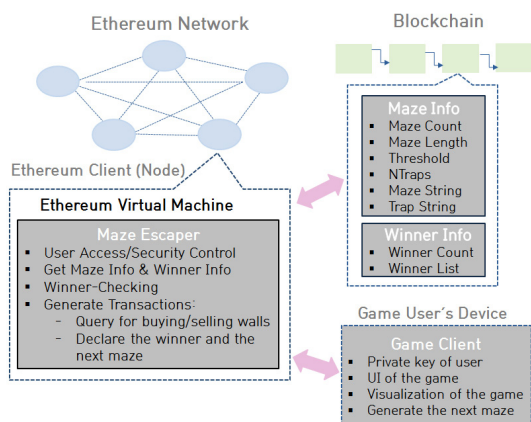 Ethereum Network
Blockchain
Maze Info
▪ Maze Count
▪ Maze Length
▪ Threshold
▪ NTraps
▪ Maze String
▪ Trap String
Winner Info
▪ Winner Count
▪ Winner List
Ethereum Client (Node)
Ethereum Virtual Machine
Maze Escaper
▪ User Access/Security Control
▪ Get Maze Info & Winner Info
▪ Winner-Checking
▪ Generate Transactions:
– Query for buying/selling walls
– Declare the winner and the
next maze
Game User's Device
Game Client
▪ Private key of user
▪ UI of the game
▪ Visualization of the game
▪ Generate the next maze